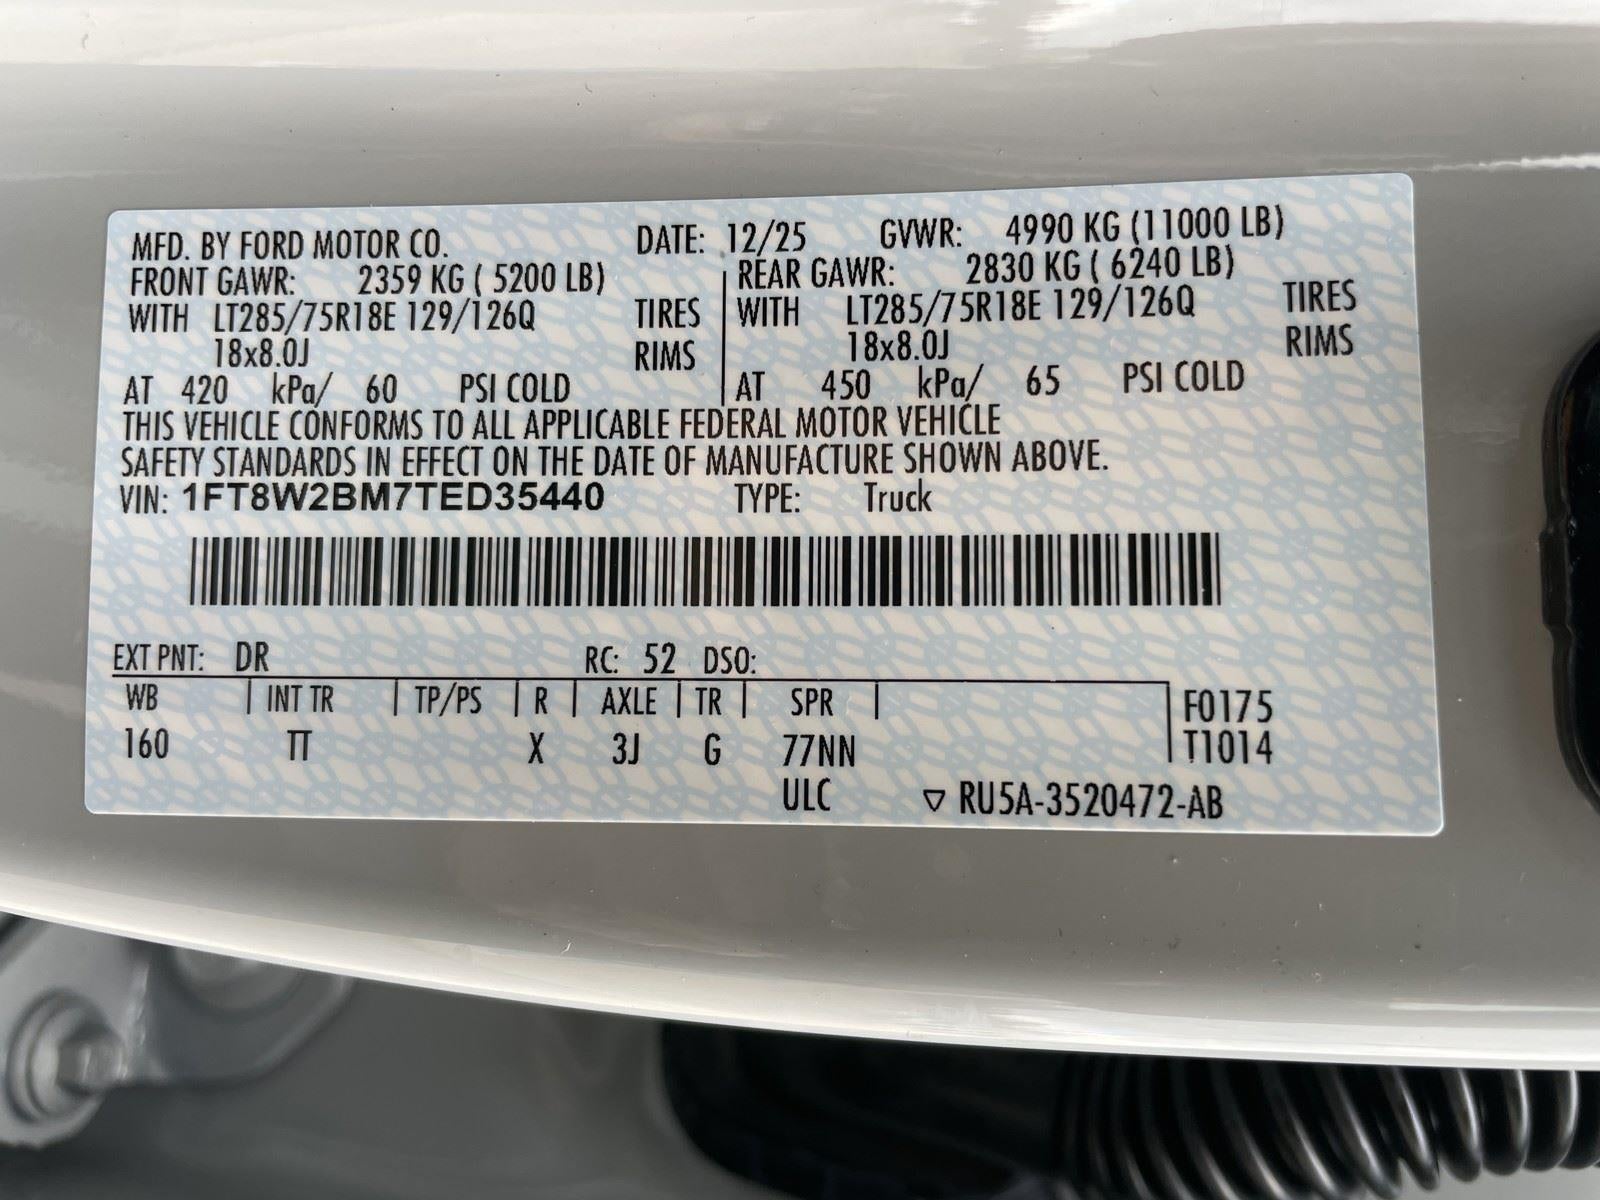 MFD. BY FORD MOTOR CO. DATE: 12/25 GVWR: 4990 KG (11000 LB)
FRONT GAWR: 2359 KG ( 5200 LB) REAR GAWR: 2830 KG ( 6240 LB)
WITH LT285/75R18E 129/126Q TIRES WITH LT285/75R18E 129/126Q TIRES
18x8.0J RIMS 18x8.0J RIMS
AT 420 kPa/ 60 PSI COLD AT 450 kPa/ 65 PSI COLD
THIS VEHICLE CONFORMS TO ALL APPLICABLE FEDERAL MOTOR VEHICLE
SAFETY STANDARDS IN EFFECT ON THE DATE OF MANUFACTURE SHOWN ABOVE.
VIN: 1FT8W2BM7TED35440 TYPE: Truck
EXT PNT: DR RC: 52 DSO:
WB | INT TR | TP/PS | R | AXLE | TR | SPR | F0175
160 TT X 3J G 77NN T1014
ULC ▽ RU5A-3520472-AB